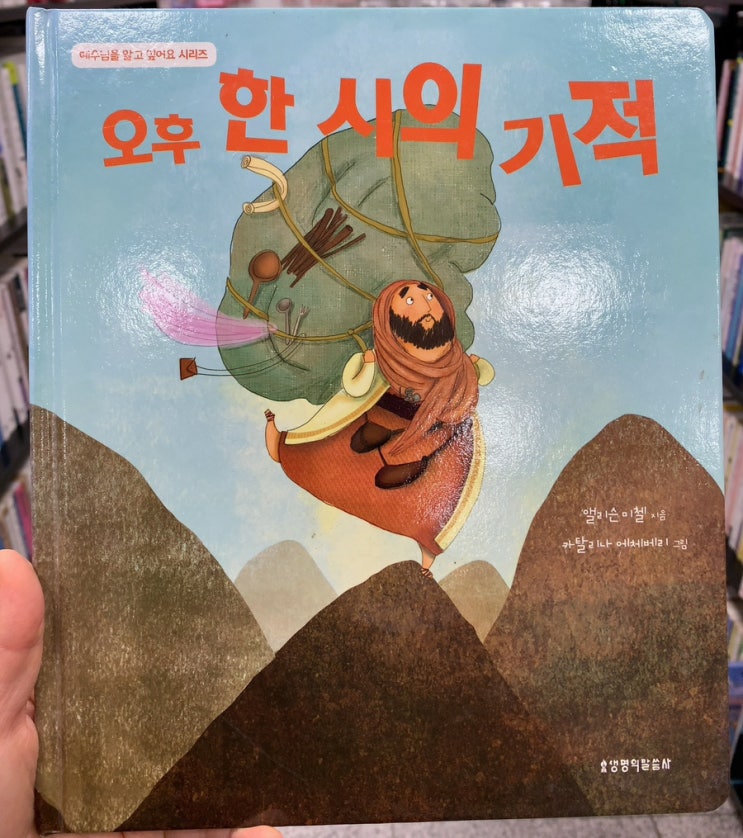 예수님을 알고 싶어요 시리즈
오후 한 시의 기적
앨리슨 미첼 지음
카탈리나 에체베리 그림
생명의말씀사